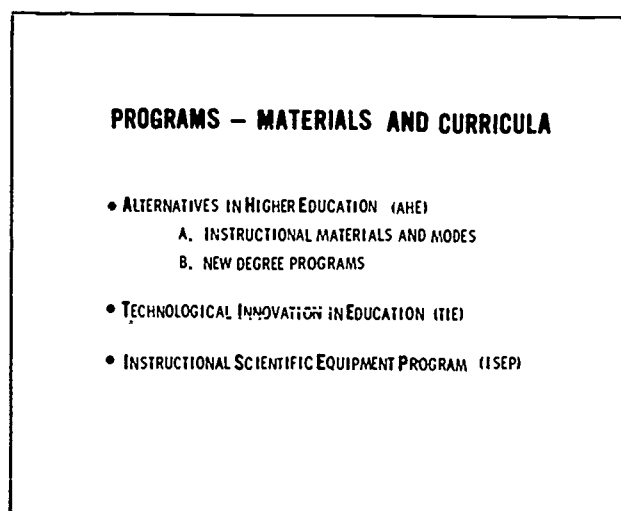 PROGRAMS – MATERIALS AND CURRICULA
• ALTERNATIVES IN HIGHER EDUCATION (AHE)
A. INSTRUCTIONAL MATERIALS AND MODES
B. NEW DEGREE PROGRAMS
• TECHNOLOGICAL INNOVATION IN EDUCATION (TIE)
• INSTRUCTIONAL SCIENTIFIC EQUIPMENT PROGRAM (ISEP)